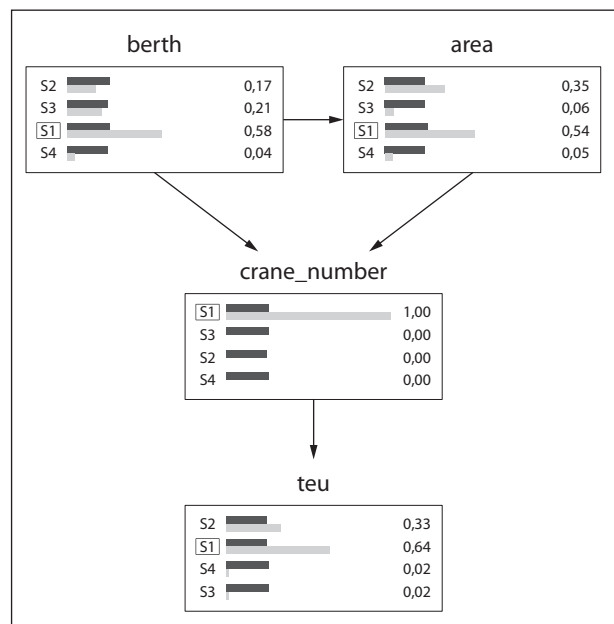 berth
S2 0,17
S3 0,21
S1 0,58
S4 0,04
area
S2 0,35
S3 0,06
S1 0,54
S4 0,05
crane_number
S1 1,00
S3 0,00
S2 0,00
S4 0,00
teu
S2 0,33
S1 0,64
S4 0,02
S3 0,02